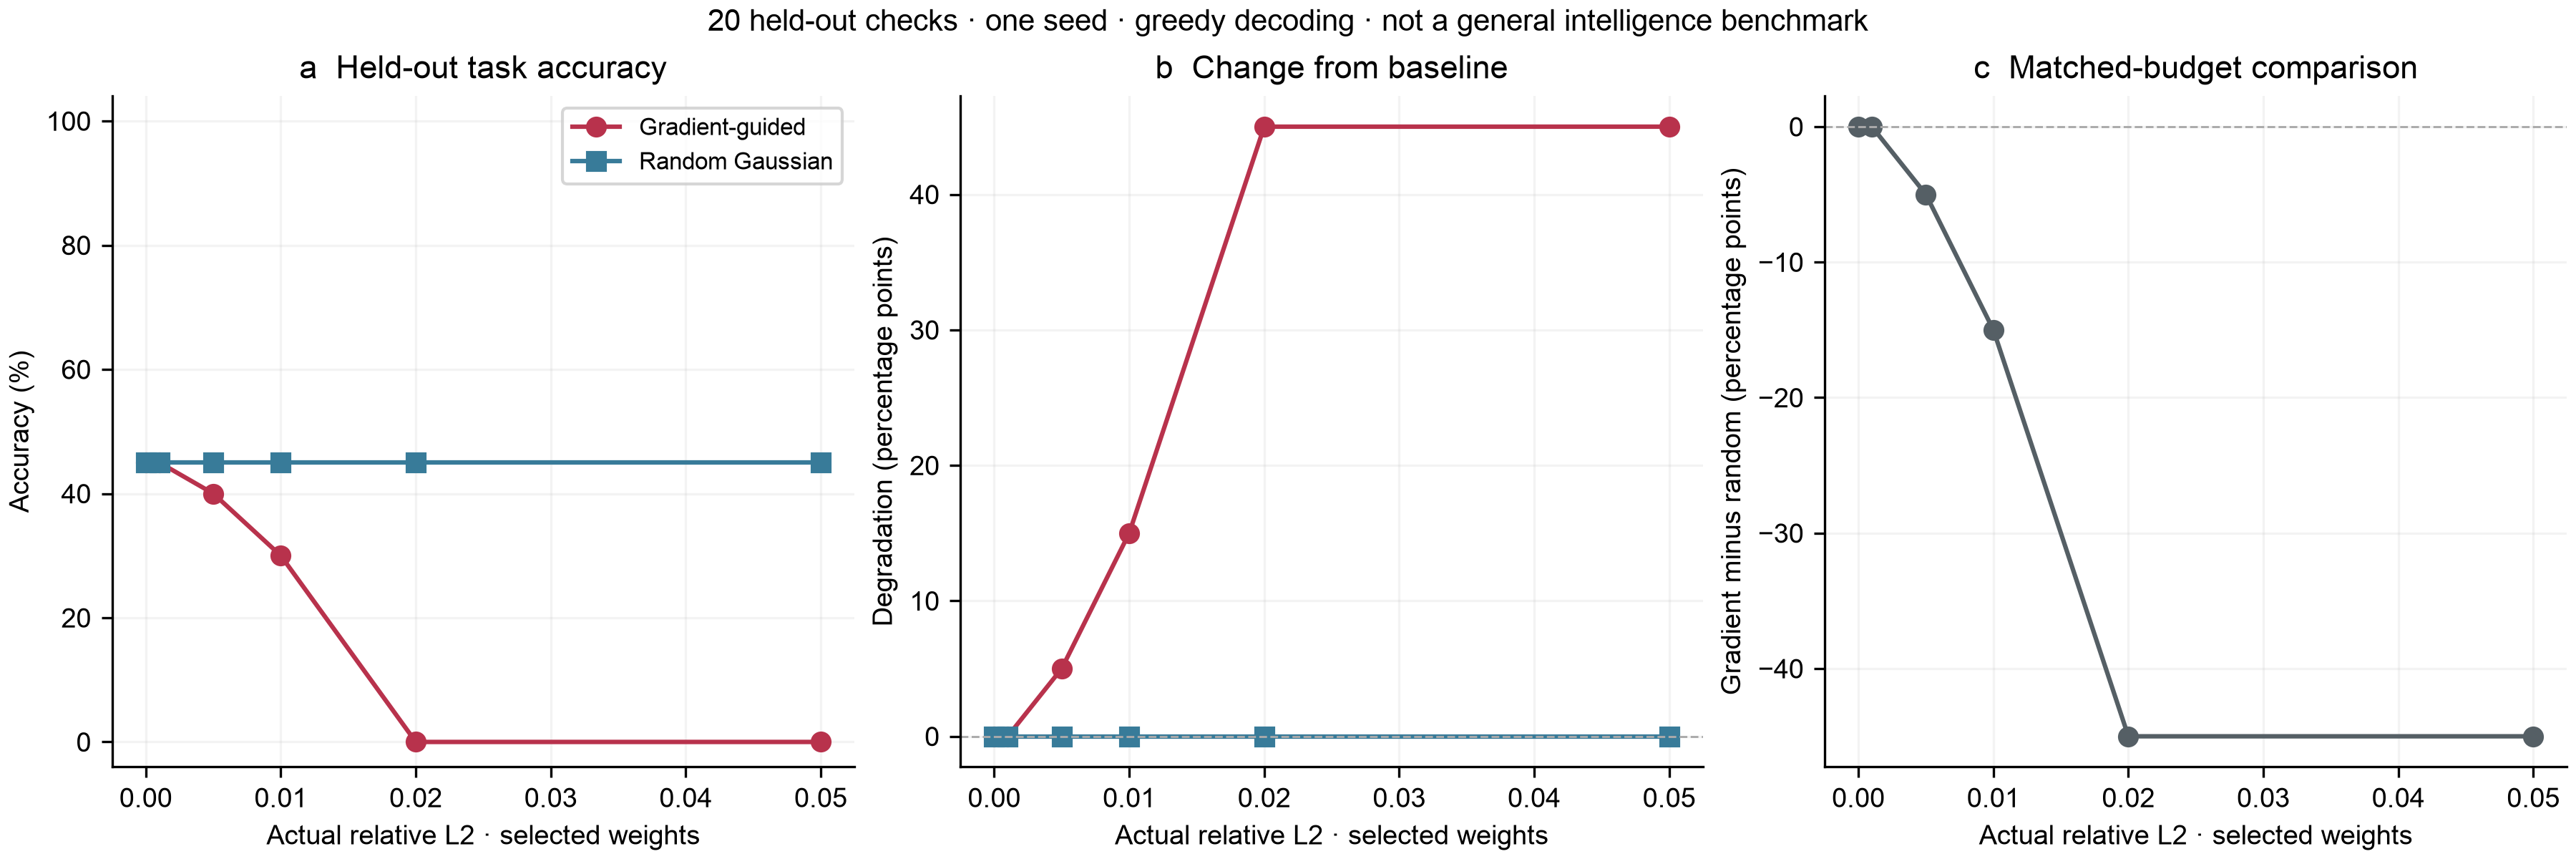 20 held-out checks · one seed · greedy decoding · not a general intelligence benchmark
a Held-out task accuracy
Accuracy (%)
100
80
60
40
20
0
Gradient-guided
Random Gaussian
0.00 0.01 0.02 0.03 0.04 0.05
Actual relative L2 · selected weights
b Change from baseline
Degradation (percentage points)
40
30
20
10
0
0.00 0.01 0.02 0.03 0.04 0.05
Actual relative L2 · selected weights
c Matched-budget comparison
Gradient minus random (percentage points)
0
−10
−20
−30
−40
0.00 0.01 0.02 0.03 0.04 0.05
Actual relative L2 · selected weights